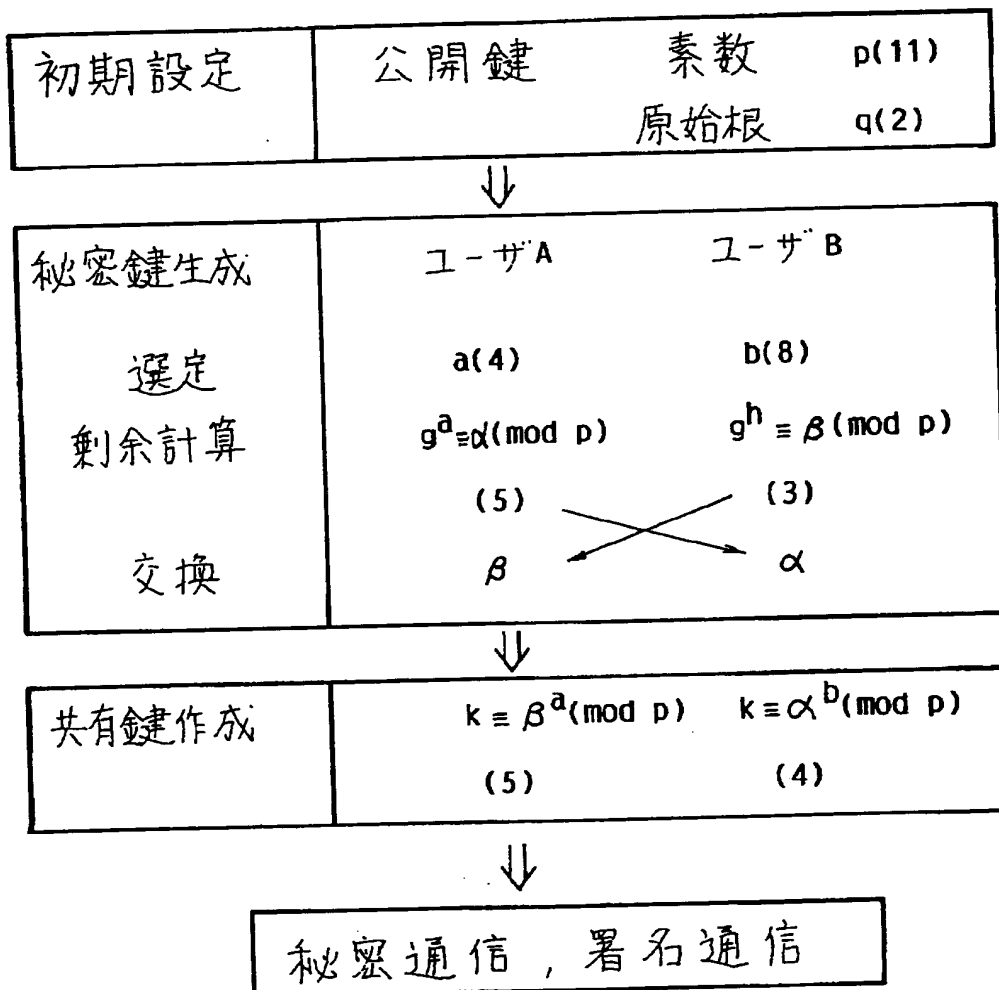 初期設定 公開鍵 素数 p(11)
原始根 q(2)
⇓
秘密鍵生成 ユーザA ユーザB
選定 a(4) b(8)
剰余計算 g^a≡α(mod p) g^h≡β(mod p)
(5) (3)
交換 β α
⇓
共有鍵作成 k≡β^a(mod p) k≡α^b(mod p)
(5) (4)
⇓
秘密通信，署名通信